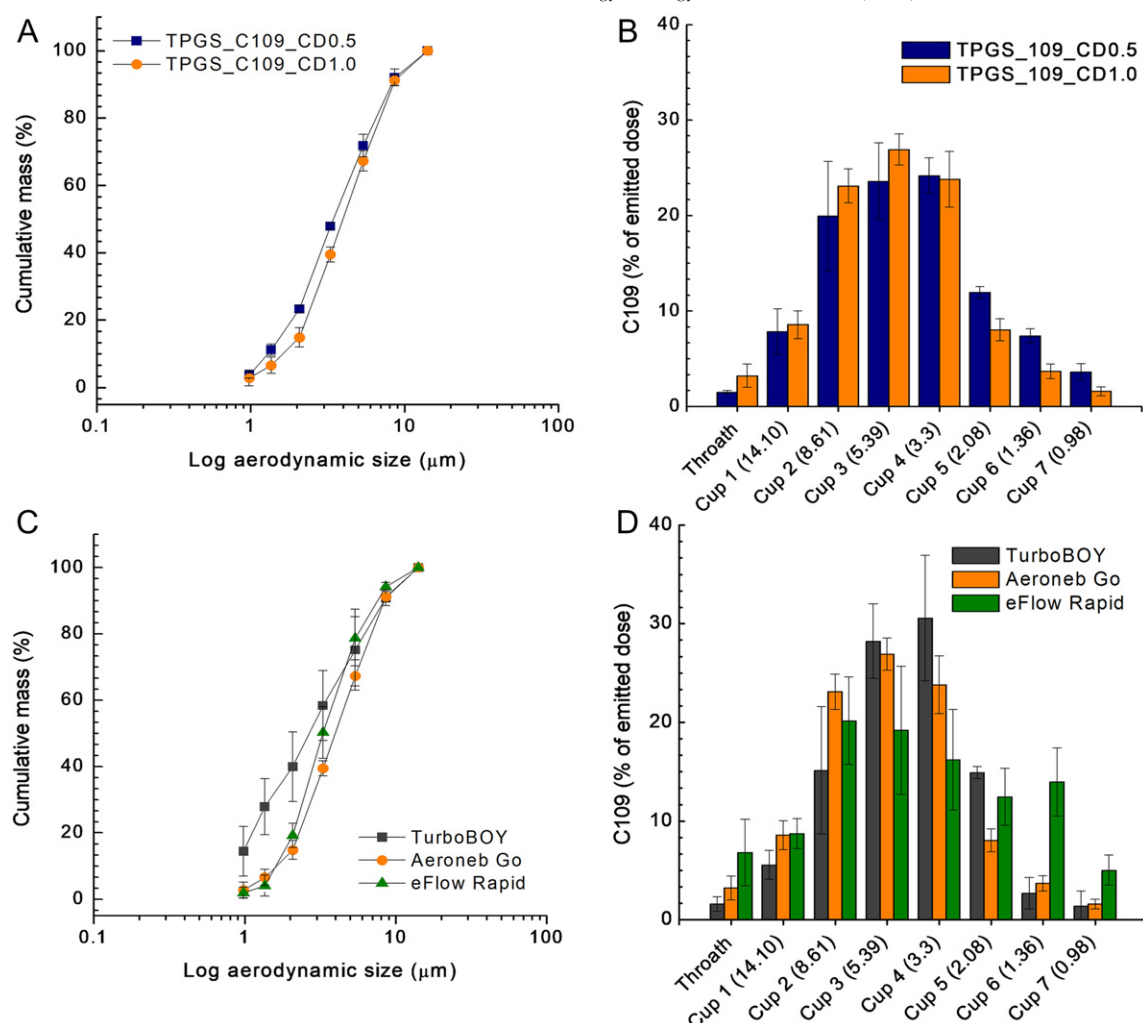 A
TPGS_C109_CD0.5
TPGS_C109_CD1.0
100
80
60
40
20
0
Cumulative mass (%)
0.1
1
10
100
Log aerodynamic size (μm)
B
TPGS_109_CD0.5
TPGS_109_CD1.0
40
30
20
10
0
C109 (% of emitted dose)
Throath
Cup 1 (14.10)
Cup 2 (8.61)
Cup 3 (5.39)
Cup 4 (3.3)
Cup 5 (2.08)
Cup 6 (1.36)
Cup 7 (0.98)
C
100
80
60
40
20
0
Cumulative mass (%)
TurboBOY
Aeroneb Go
eFlow Rapid
0.1
1
10
100
Log aerodynamic size (μm)
D
TurboBOY
Aeroneb Go
eFlow Rapid
40
30
20
10
0
C109 (% of emitted dose)
Throath
Cup 1 (14.10)
Cup 2 (8.61)
Cup 3 (5.39)
Cup 4 (3.3)
Cup 5 (2.08)
Cup 6 (1.36)
Cup 7 (0.98)